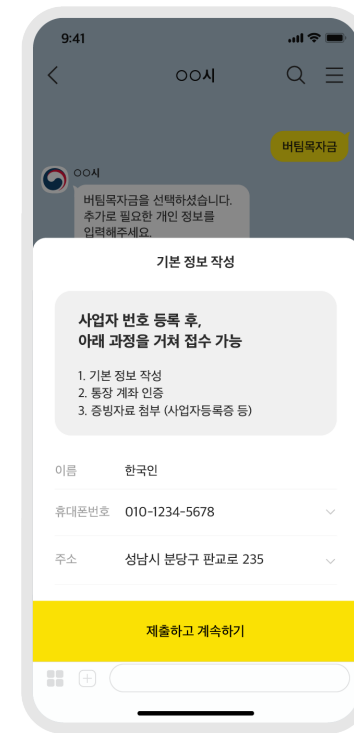 9:41
○○시
버팀목자금
○○시
버팀목자금을 선택하셨습니다.
추가로 필요한 개인 정보를
입력해주세요.
기본 정보 작성
사업자 번호 등록 후,
아래 과정을 거쳐 접수 가능
1. 기본 정보 작성
2. 통장 계좌 인증
3. 증빙자료 첨부 (사업자등록증 등)
이름 한국인
휴대폰번호 010-1234-5678
주소 성남시 분당구 판교로 235
제출하고 계속하기